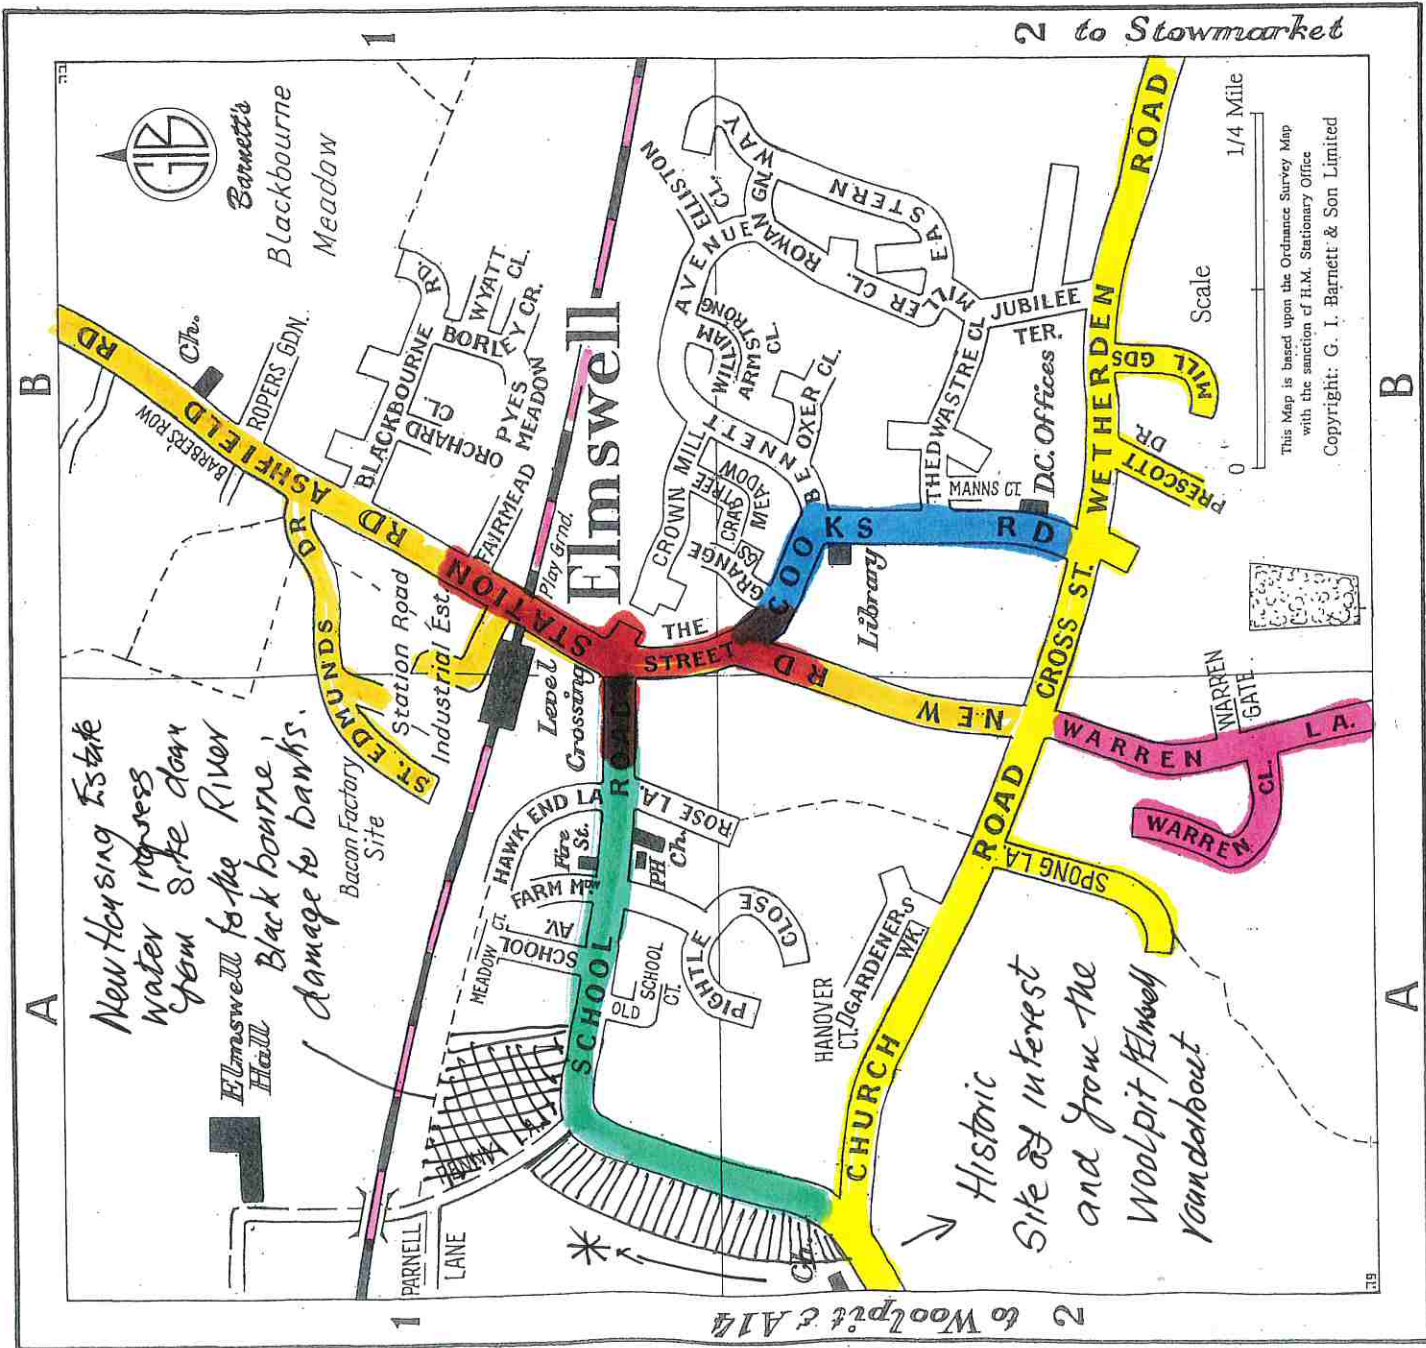 A
B
1
to Stowmarket
2
A
B
1
to Woolpit & A14
2
Barnett's
Blackbourne
Meadow
New Housing Estate
water ingress
from site down
to the River
Black bourne,
damage to banks.
Elmswell
Hall
Bacon Factory
Site
Station Road
Industrial Est.
ST. EDMUNDS DR
ASHFIELD RD
RD
BARBERS ROW
Ch.
ROPERS GDN.
BLACKBOURNE RD.
ORCHARD CL.
BORLEY CR.
WYATT CL.
PYES
MEADOW
FAIRMEAD
STATION
Play Grnd.
Level
Crossing
Elmswell
PARNELL
LANE
SCHOOL ROAD
MEADOW CT.
SCHOOL AV.
FARM
HAWK END LA
Fire
St.
PH
Ch.
ROSE LA.
OLD
SCHOOL
CT.
PIGHTLE
CLOSE
THE
STREET
CROWN MILL
CRABTREE
MEADOW
GRANGE
BENNETT
AVENUE
WILLIAM
ARMSTRONG
CL.
ELLISTON
CL.
ROWAN GN.
WAY
EASTERN
ROWAN
MILLER CL.
OXER CL.
OOKS RD
Library
THEDWASTRE CL
MANNS CT.
D.C. Offices
JUBILEE
TER.
NEW RD
HANOVER
CT.
GARDENERS
WK.
CHURCH ROAD
CROSS ST.
WETHERDEN ROAD
PRESCOTT DR.
MILL GDS
SPONG LA
WARREN LA.
WARREN
GATE
WARREN CL.
Ch.
Historic
Site of interest
and from the
Woolpit/Elmswell
roundabout
Scale
0
1/4 Mile
This Map is based upon the Ordnance Survey Map
with the sanction of H.M. Stationary Office
Copyright: G. I. Barnett & Son Limited